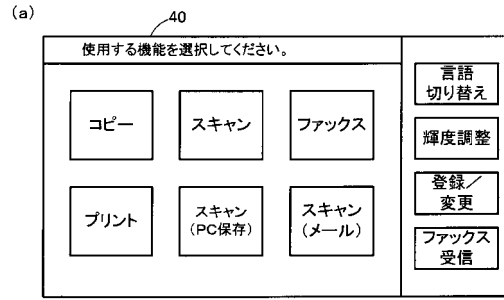 (a)
40
使用する機能を選択してください。
コピー
スキャン
ファックス
プリント
スキャン
(PC保存)
スキャン
(メール)
言語
切り替え
輝度調整
登録／
変更
ファックス
受信